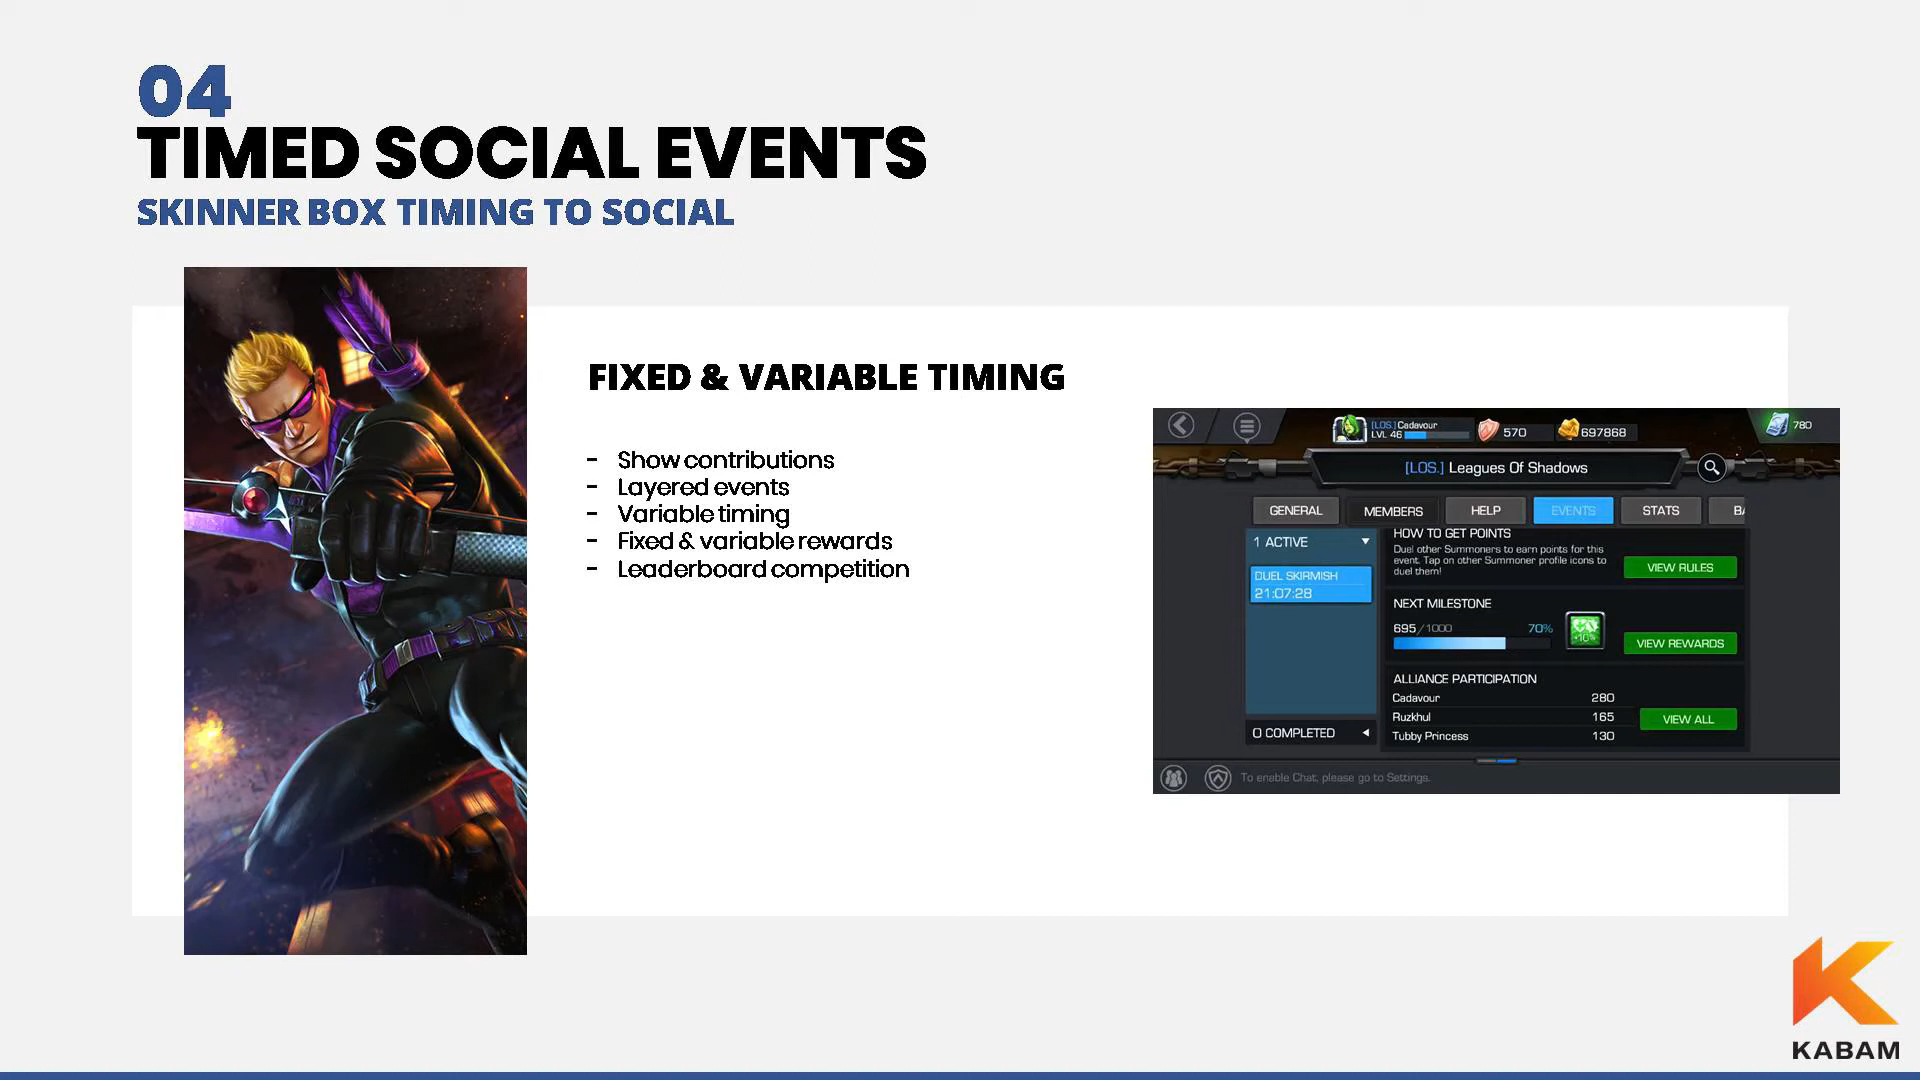 04
TIMED SOCIAL EVENTS
SKINNER BOX TIMING TO SOCIAL
FIXED & VARIABLE TIMING
- Show contributions
- Layered events
- Variable timing
- Fixed & variable rewards
- Leaderboard competition
[LOS.] Cadavour
LVL 46
570
697868
780
[LOS.] Leagues Of Shadows
GENERAL
MEMBERS
HELP
EVENTS
STATS
BA
1 ACTIVE
DUEL SKIRMISH
21:07:28
0 COMPLETED
HOW TO GET POINTS
Duel other Summoners to earn points for this
event. Tap on other Summoner profile icons to
duel them!
VIEW RULES
NEXT MILESTONE
695/1000
70%
+10%
VIEW REWARDS
ALLIANCE PARTICIPATION
Cadavour 280
Ruzkhul 165
Tubby Princess 130
VIEW ALL
To enable Chat, please go to Settings.
KABAM